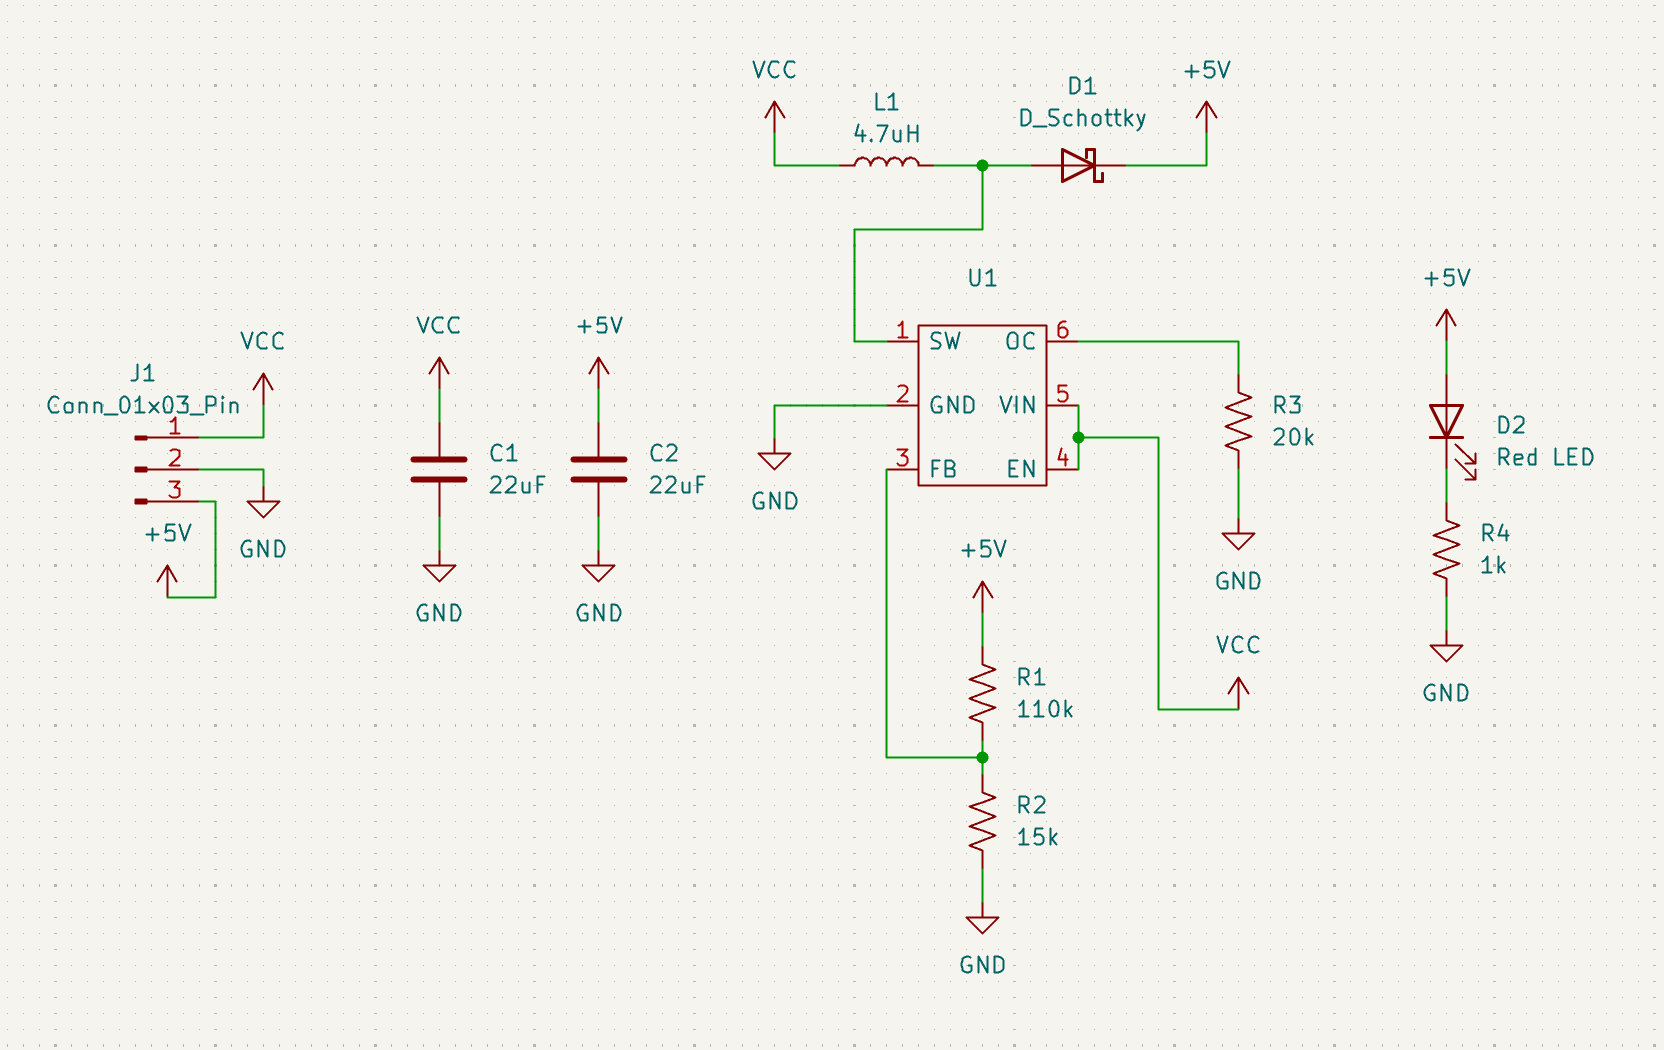 VCC
L1
4.7uH
D1
D_Schottky
+5V
U1
1
SW
OC
6
2
GND
VIN
5
3
FB
EN
4
GND
R3
20k
GND
+5V
R1
110k
R2
15k
GND
VCC
J1
Conn_01x03_Pin
1
2
3
VCC
GND
+5V
VCC
C1
22uF
GND
+5V
C2
22uF
GND
+5V
D2
Red LED
R4
1k
GND